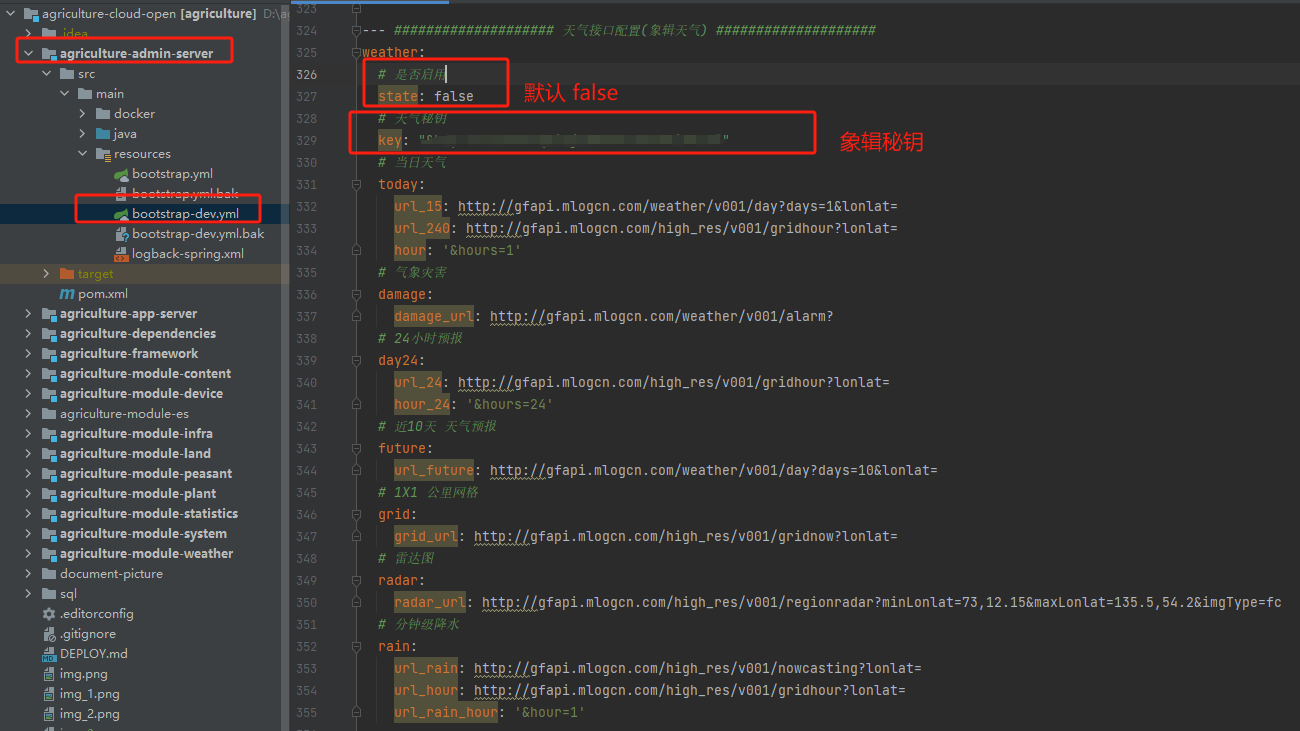 agriculture-cloud-open [agriculture] D:\ag
.idea
agriculture-admin-server
src
main
docker
java
resources
bootstrap.yml
bootstrap.yml.bak
bootstrap-dev.yml
bootstrap-dev.yml.bak
logback-spring.xml
target
pom.xml
agriculture-app-server
agriculture-dependencies
agriculture-framework
agriculture-module-content
agriculture-module-device
agriculture-module-es
agriculture-module-infra
agriculture-module-land
agriculture-module-peasant
agriculture-module-plant
agriculture-module-statistics
agriculture-module-system
agriculture-module-weather
document-picture
sql
.editorconfig
.gitignore
DEPLOY.md
img.png
img_1.png
img_2.png
323
324 --- #################### 天气接口配置(象辑天气) ####################
325 weather:
326 # 是否启用
327 state: false
默认 false
328 # 天气秘钥
329 key: "
象辑秘钥
330 # 当日天气
331 today:
332 url_15: http://gfapi.mlogcn.com/weather/v001/day?days=1&lonlat=
333 url_240: http://gfapi.mlogcn.com/high_res/v001/gridhour?lonlat=
334 hour: '&hours=1'
335 # 气象灾害
336 damage:
337 damage_url: http://gfapi.mlogcn.com/weather/v001/alarm?
338 # 24小时预报
339 day24:
340 url_24: http://gfapi.mlogcn.com/high_res/v001/gridhour?lonlat=
341 hour_24: '&hours=24'
342 # 近10天 天气预报
343 future:
344 url_future: http://gfapi.mlogcn.com/weather/v001/day?days=10&lonlat=
345 # 1X1 公里网格
346 grid:
347 grid_url: http://gfapi.mlogcn.com/high_res/v001/gridnow?lonlat=
348 # 雷达图
349 radar:
350 radar_url: http://gfapi.mlogcn.com/high_res/v001/regionradar?minLonlat=73,12.15&maxLonlat=135.5,54.2&imgType=fc
351 # 分钟级降水
352 rain:
353 url_rain: http://gfapi.mlogcn.com/high_res/v001/nowcasting?lonlat=
354 url_hour: http://gfapi.mlogcn.com/high_res/v001/gridhour?lonlat=
355 url_rain_hour: '&hour=1'